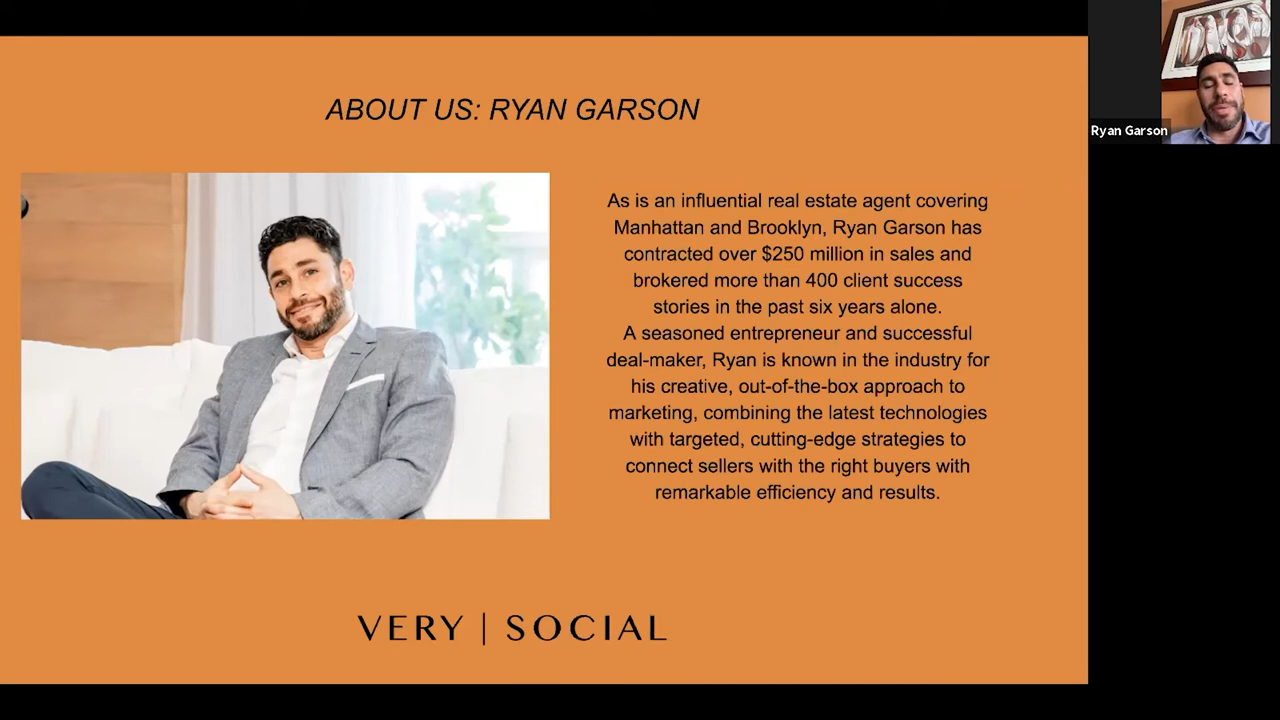 ABOUT US: RYAN GARSON
As is an influential real estate agent covering
Manhattan and Brooklyn, Ryan Garson has
contracted over $250 million in sales and
brokered more than 400 client success
stories in the past six years alone.
A seasoned entrepreneur and successful
deal-maker, Ryan is known in the industry for
his creative, out-of-the-box approach to
marketing, combining the latest technologies
with targeted, cutting-edge strategies to
connect sellers with the right buyers with
remarkable efficiency and results.
VERY | SOCIAL
Ryan Garson